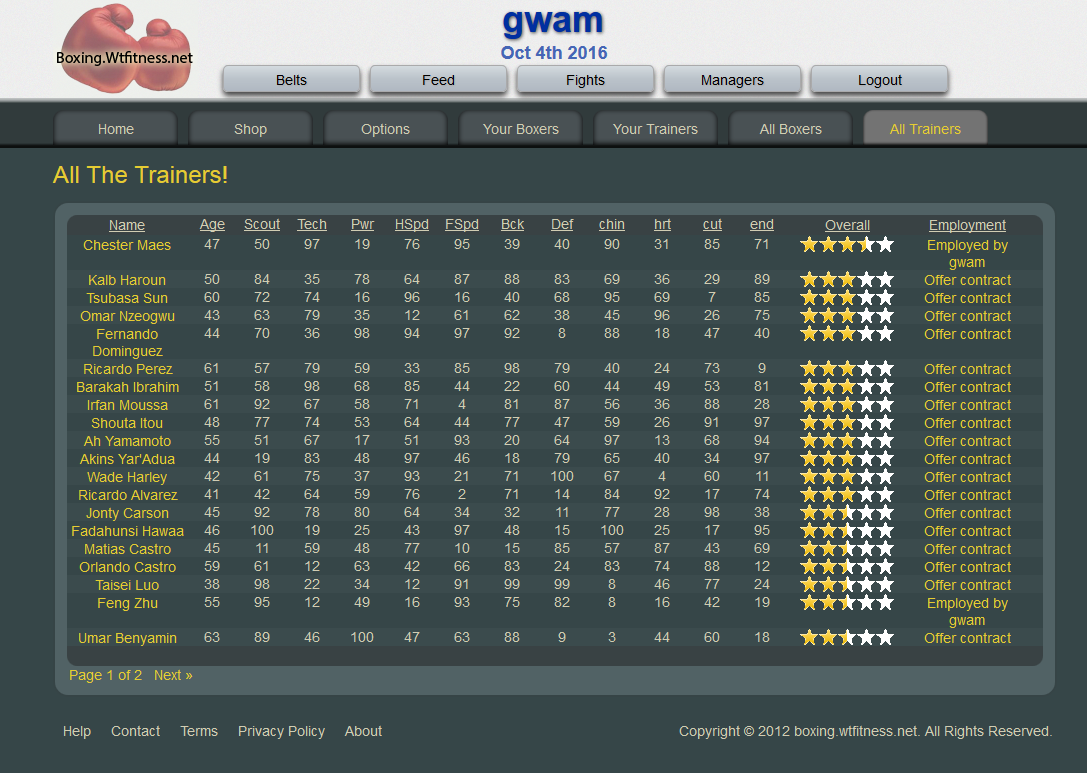 gwam
Oct 4th 2016
Boxing.Wtfitness.net
Belts Feed Fights Managers Logout
Home Shop Options Your Boxers Your Trainers All Boxers All Trainers
All The Trainers!
Name Age Scout Tech Pwr HSpd FSpd Bck Def chin hrt cut end Overall Employment
Chester Maes 47 50 97 19 76 95 39 40 90 31 85 71 Employed by
gwam
Kalb Haroun 50 84 35 78 64 87 88 83 69 36 29 89 Offer contract
Tsubasa Sun 60 72 74 16 96 16 40 68 95 69 7 85 Offer contract
Omar Nzeogwu 43 63 79 35 12 61 62 38 45 96 26 75 Offer contract
Fernando 44 70 36 98 94 97 92 8 88 18 47 40 Offer contract
Dominguez
Ricardo Perez 61 57 79 59 33 85 98 79 40 24 73 9 Offer contract
Barakah Ibrahim 51 58 98 68 85 44 22 60 44 49 53 81 Offer contract
Irfan Moussa 61 92 67 58 71 4 81 87 56 36 88 28 Offer contract
Shouta Itou 48 77 74 53 64 44 77 47 59 26 91 97 Offer contract
Ah Yamamoto 55 51 67 17 51 93 20 64 97 13 68 94 Offer contract
Akins Yar'Adua 44 19 83 48 97 46 18 79 65 40 34 97 Offer contract
Wade Harley 42 61 75 37 93 21 71 100 67 4 60 11 Offer contract
Ricardo Alvarez 41 42 64 59 76 2 71 14 84 92 17 74 Offer contract
Jonty Carson 45 92 78 80 64 34 32 11 77 28 98 38 Offer contract
Fadahunsi Hawaa 46 100 19 25 43 97 48 15 100 25 17 95 Offer contract
Matias Castro 45 11 59 48 77 10 15 85 57 87 43 69 Offer contract
Orlando Castro 59 61 12 63 42 66 83 24 83 74 88 12 Offer contract
Taisei Luo 38 98 22 34 12 91 99 99 8 46 77 24 Offer contract
Feng Zhu 55 95 12 49 16 93 75 82 8 16 42 19 Employed by
gwam
Umar Benyamin 63 89 46 100 47 63 88 9 3 44 60 18 Offer contract
Page 1 of 2 Next »
Help Contact Terms Privacy Policy About Copyright © 2012 boxing.wtfitness.net. All Rights Reserved.